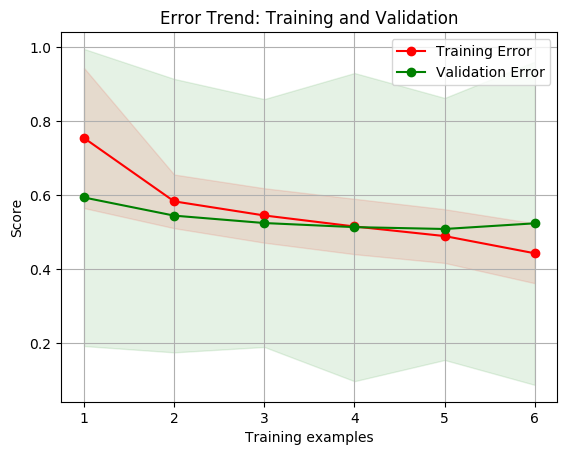 Error Trend: Training and Validation
Training Error
Validation Error
1.0
0.8
0.6
0.4
0.2
Score
1 2 3 4 5 6
Training examples